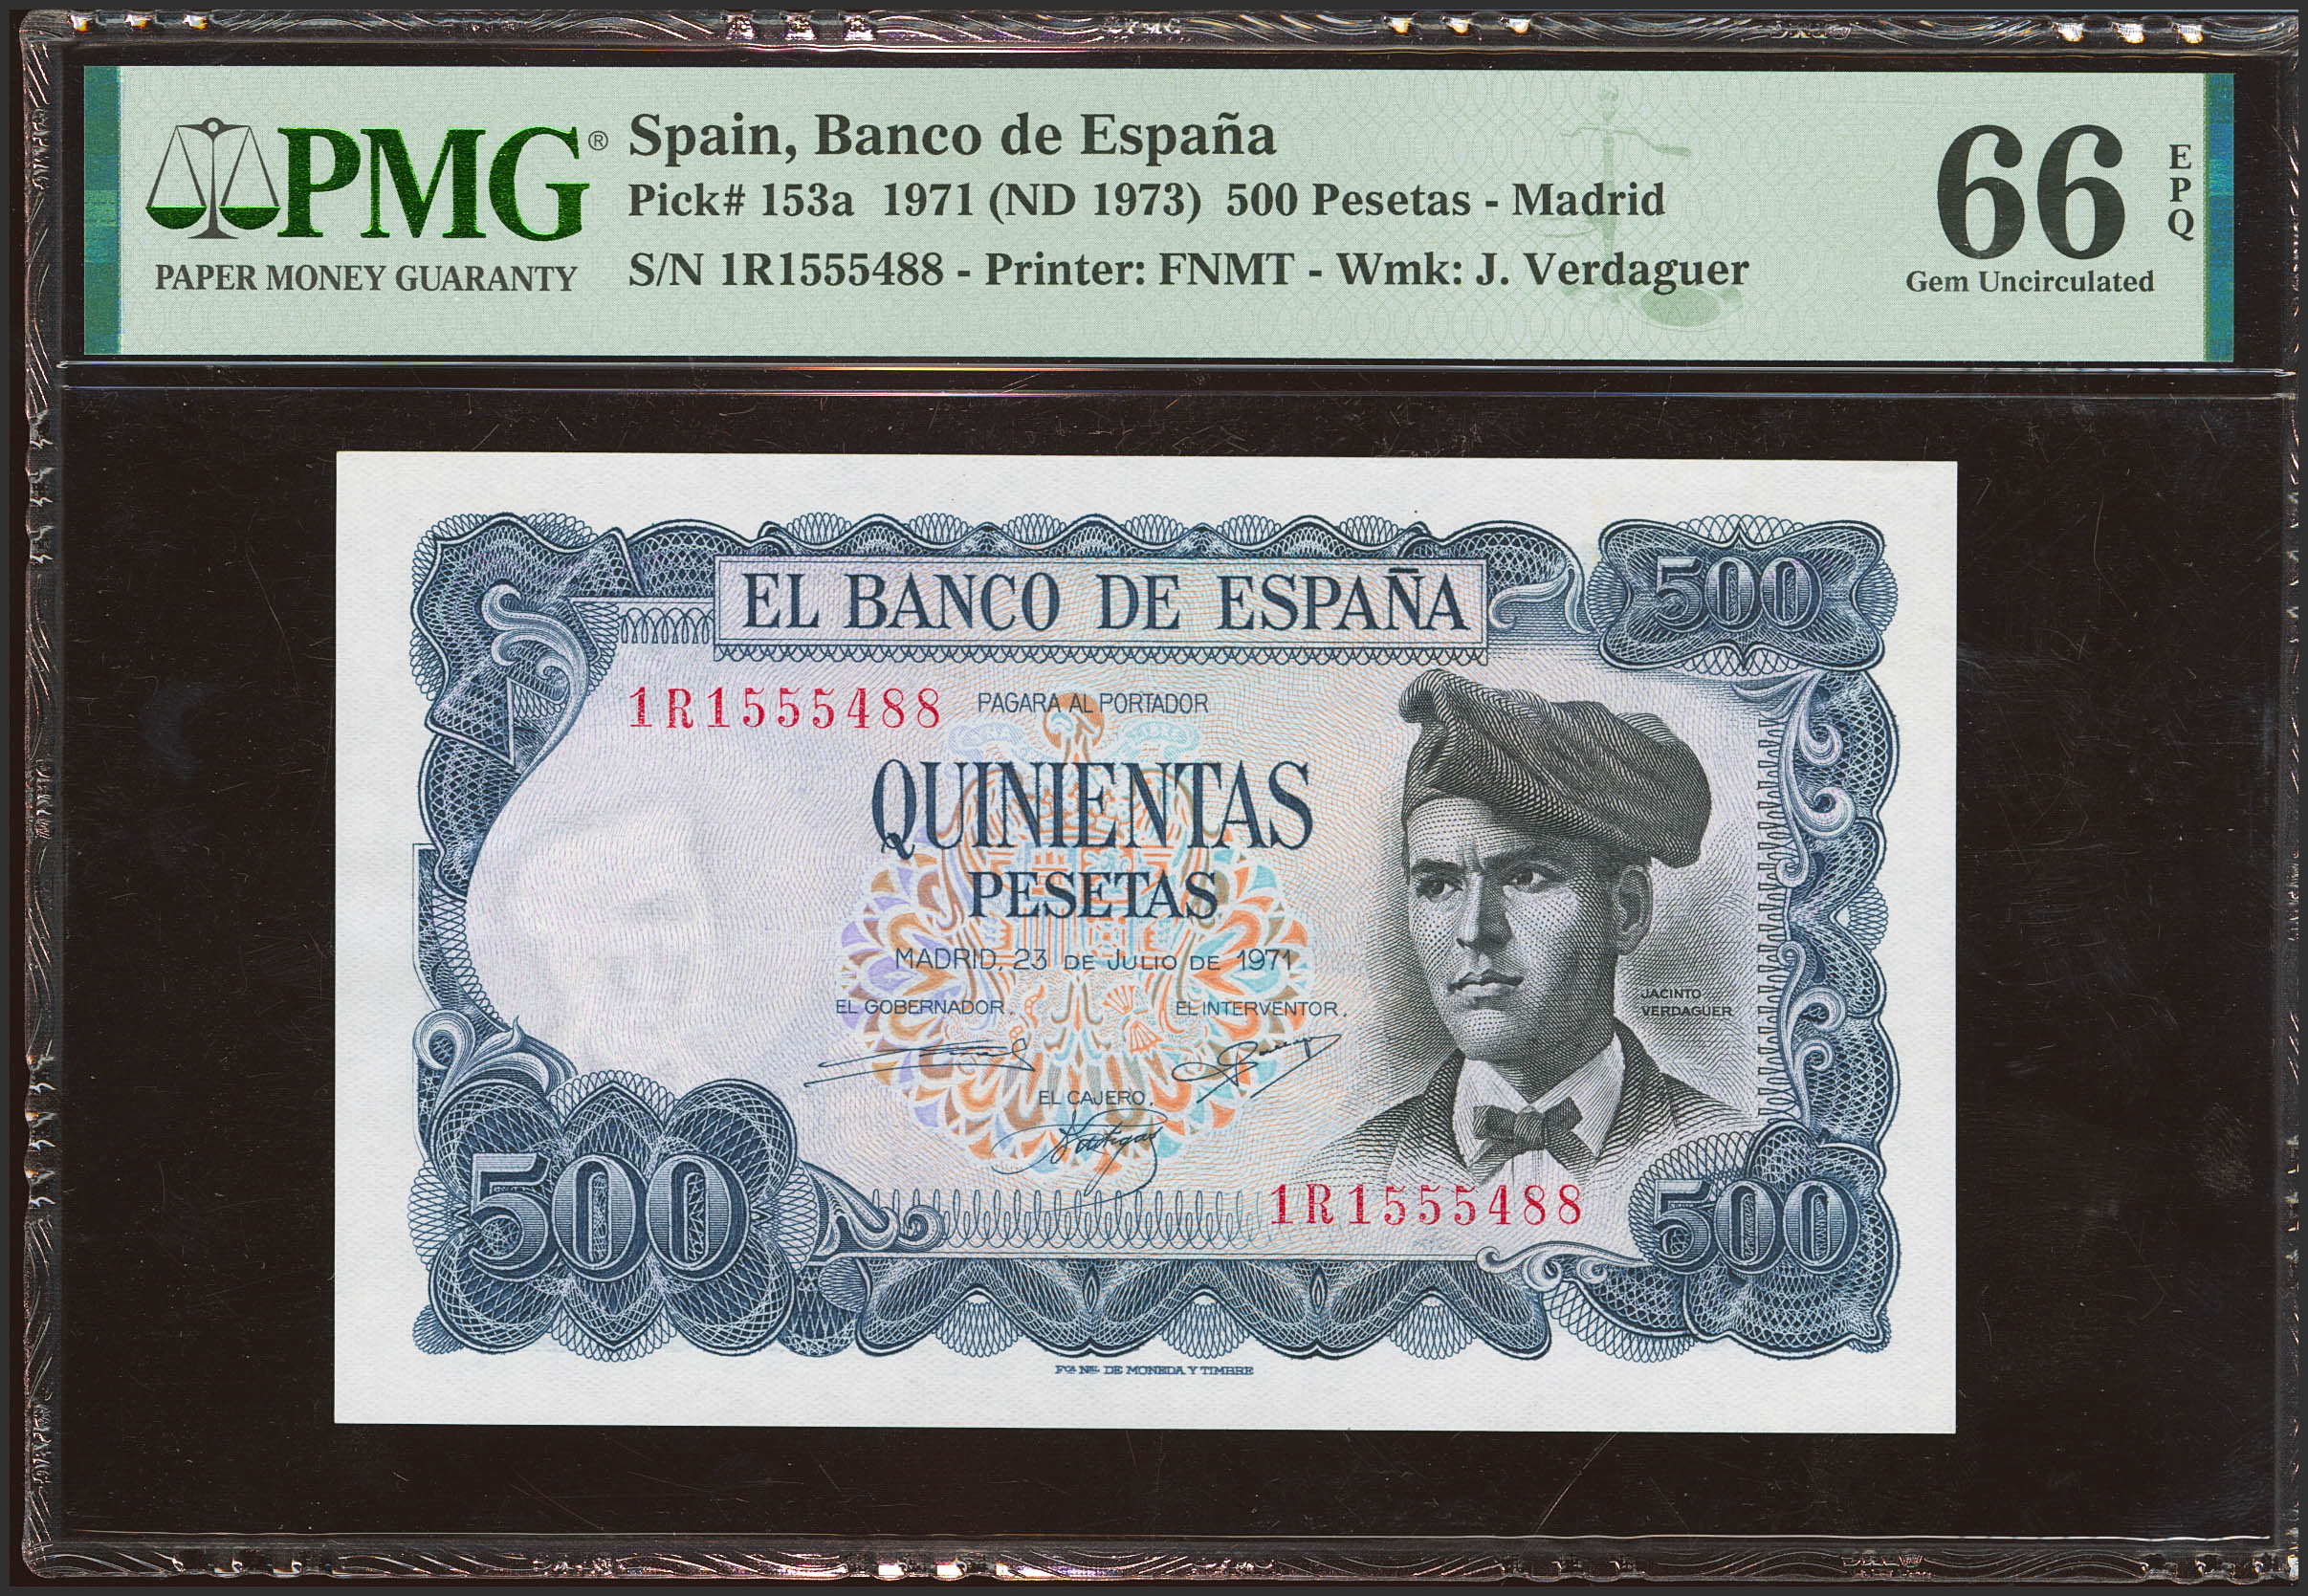 PMG®
PAPER MONEY GUARANTY
Spain, Banco de España
Pick# 153a 1971 (ND 1973) 500 Pesetas - Madrid
S/N 1R1555488 - Printer: FNMT - Wmk: J. Verdaguer
66
EPQ
Gem Uncirculated
EL BANCO DE ESPAÑA
500
1R1555488
PAGARA AL PORTADOR
QUINIENTAS
PESETAS
MADRID, 23 DE JULIO DE 1971
EL GOBERNADOR,
EL INTERVENTOR,
JACINTO
VERDAGUER
EL CAJERO,
500
1R1555488
500
Fca. Nal. DE MONEDA Y TIMBRE